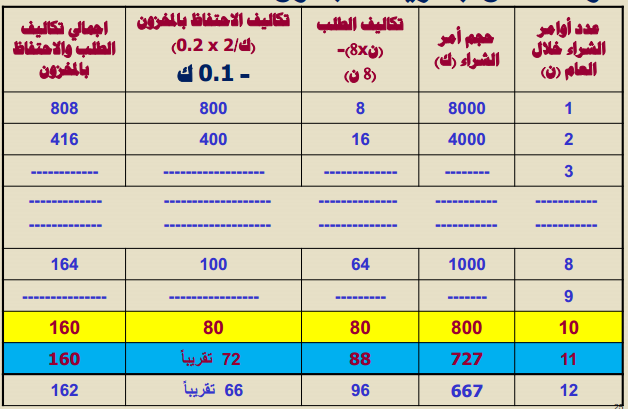 عدد أوامر الشراء خلال العام (ن)
حجم أمر الشراء (ك)
تكاليف الطلب (نx8)– (8 ن)
تكاليف الاحتفاظ بالمخزون (ك/2 x 0.2) – 0.1 ك
اجمالي تكاليف الطلب والاحتفاظ بالمخزون
1 8000 8 800 808
2 4000 16 400 416
3 -------- -------------- ------------------- -------------
----------- ----------- -------------- -------------------- --------------
----------- ----------- -------------- -------------------- --------------
8 1000 64 100 164
9 ------- ---------- ----------------- ----------------
10 800 80 80 160
11 727 88 72 تقريباً 160
12 667 96 66 تقريباً 162